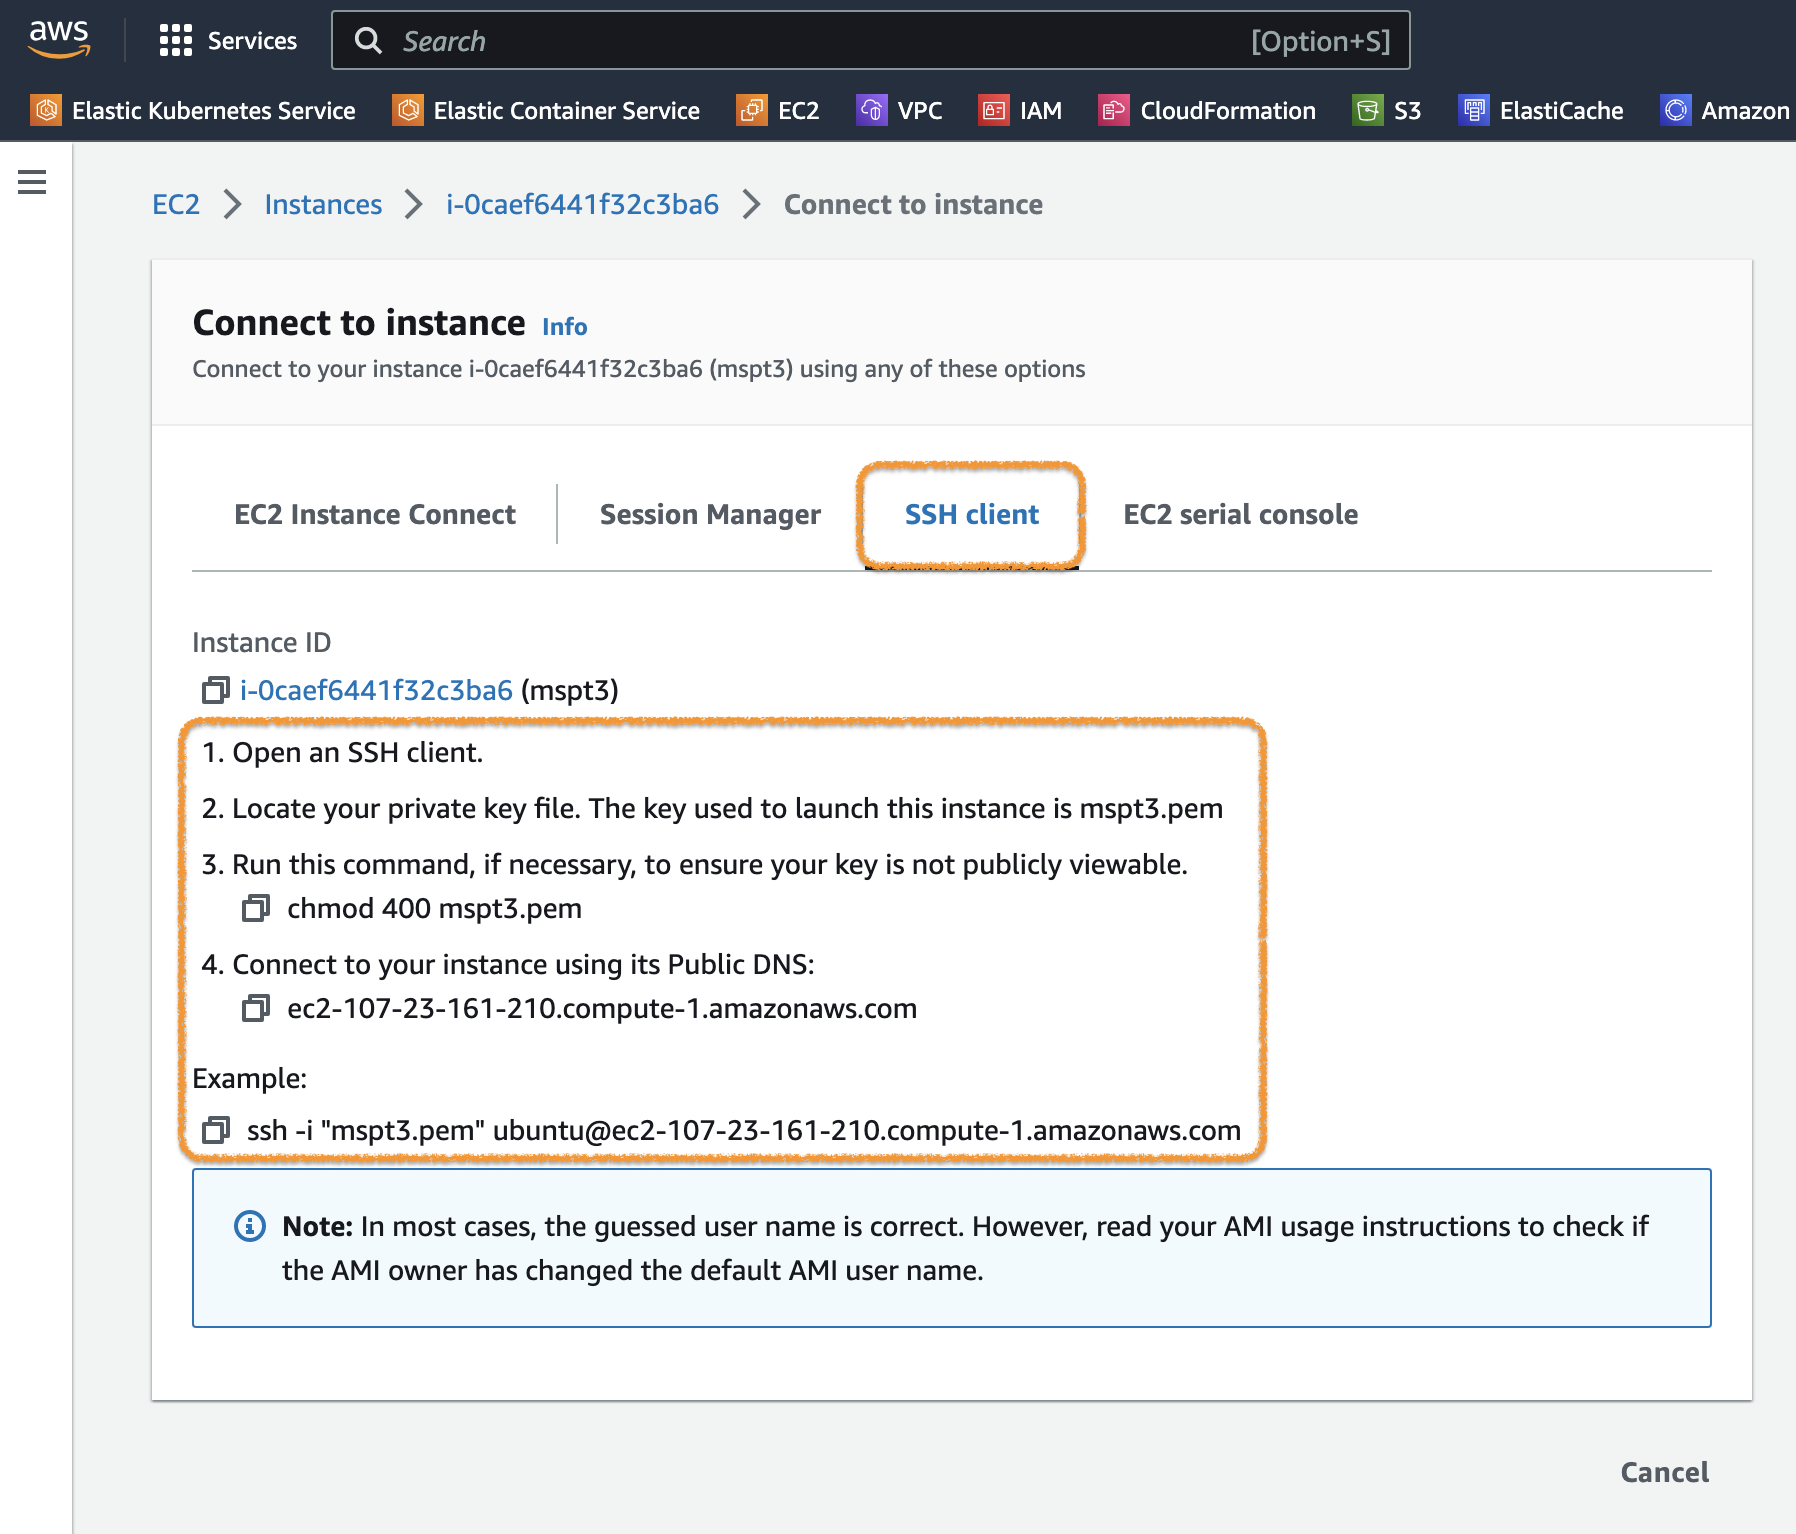 aws
Services
Search
[Option+S]
Elastic Kubernetes Service
Elastic Container Service
EC2
VPC
IAM
CloudFormation
S3
ElastiCache
Amazon
EC2 > Instances > i-0caef6441f32c3ba6 > Connect to instance
Connect to instance Info
Connect to your instance i-0caef6441f32c3ba6 (mspt3) using any of these options
EC2 Instance Connect
Session Manager
SSH client
EC2 serial console
Instance ID
i-0caef6441f32c3ba6 (mspt3)
1. Open an SSH client.
2. Locate your private key file. The key used to launch this instance is mspt3.pem
3. Run this command, if necessary, to ensure your key is not publicly viewable.
chmod 400 mspt3.pem
4. Connect to your instance using its Public DNS:
ec2-107-23-161-210.compute-1.amazonaws.com
Example:
ssh -i "mspt3.pem" ubuntu@ec2-107-23-161-210.compute-1.amazonaws.com
Note: In most cases, the guessed user name is correct. However, read your AMI usage instructions to check if
the AMI owner has changed the default AMI user name.
Cancel